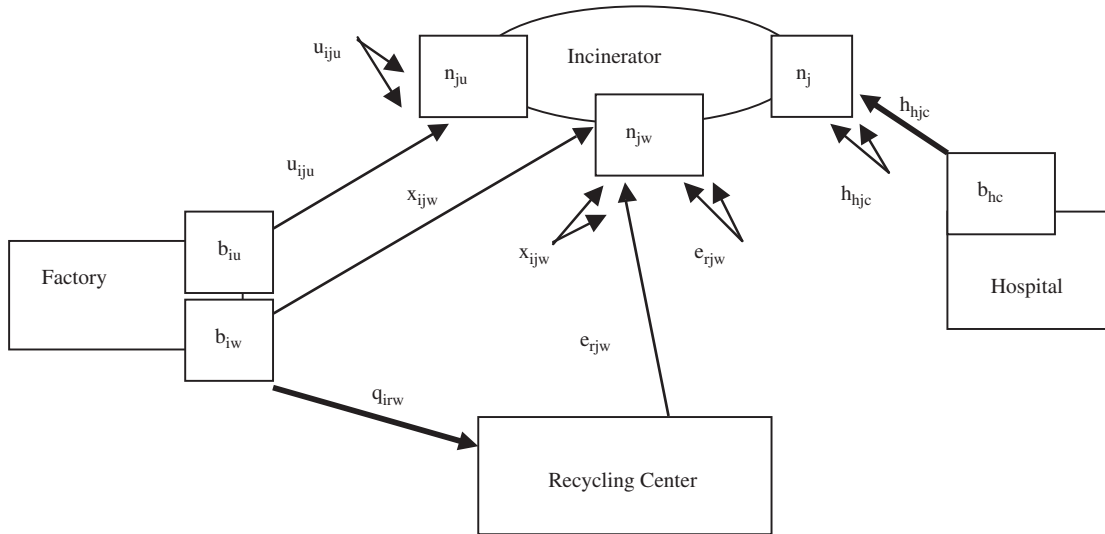 u_iju
n_ju
Incinerator
n_j
n_jw
h_hjc
h_hjc
u_iju
x_ijw
b_hc
x_ijw
e_rjw
b_iu
Factory
Hospital
b_iw
e_rjw
q_irw
Recycling Center